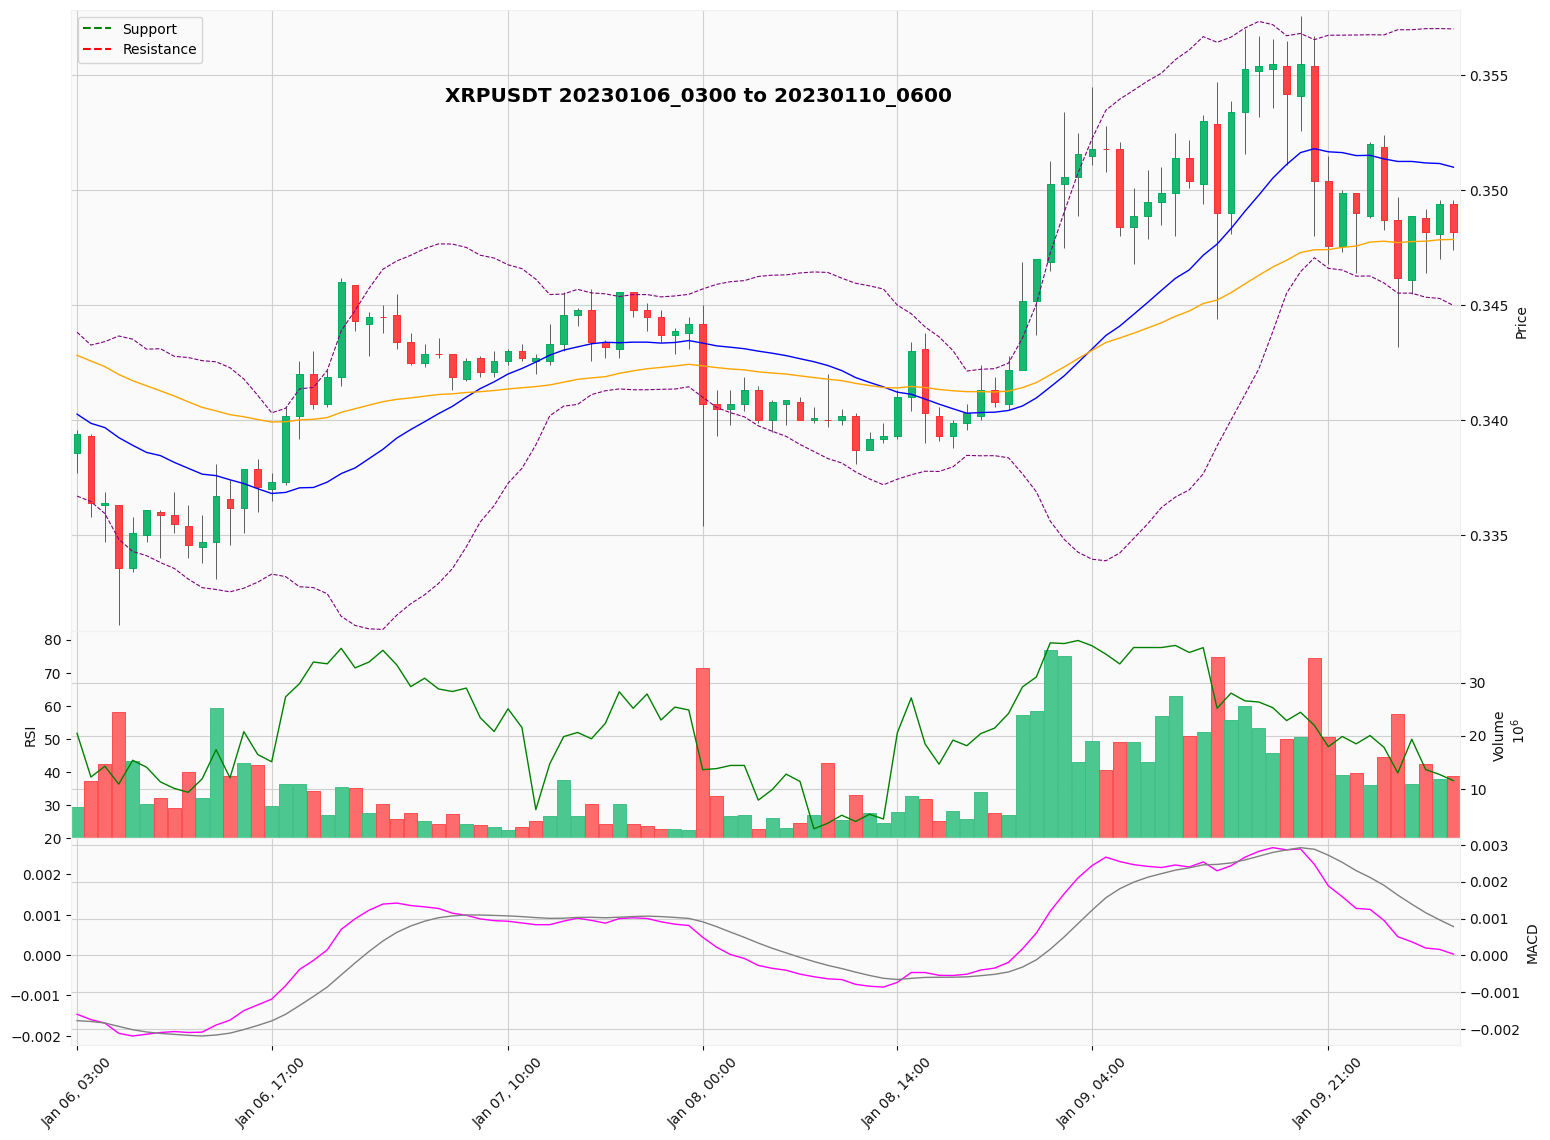 Support
Resistance
XRPUSDT 20230106_0300 to 20230110_0600
0.355
0.350
0.345
0.340
0.335
Price
80
70
60
50
40
30
20
RSI
30
20
10
Volume
10^6
0.002
0.001
0.000
−0.001
−0.002
0.003
0.002
0.001
0.000
−0.001
−0.002
MACD
Jan 06, 03:00
Jan 06, 17:00
Jan 07, 10:00
Jan 08, 00:00
Jan 08, 14:00
Jan 09, 04:00
Jan 09, 21:00